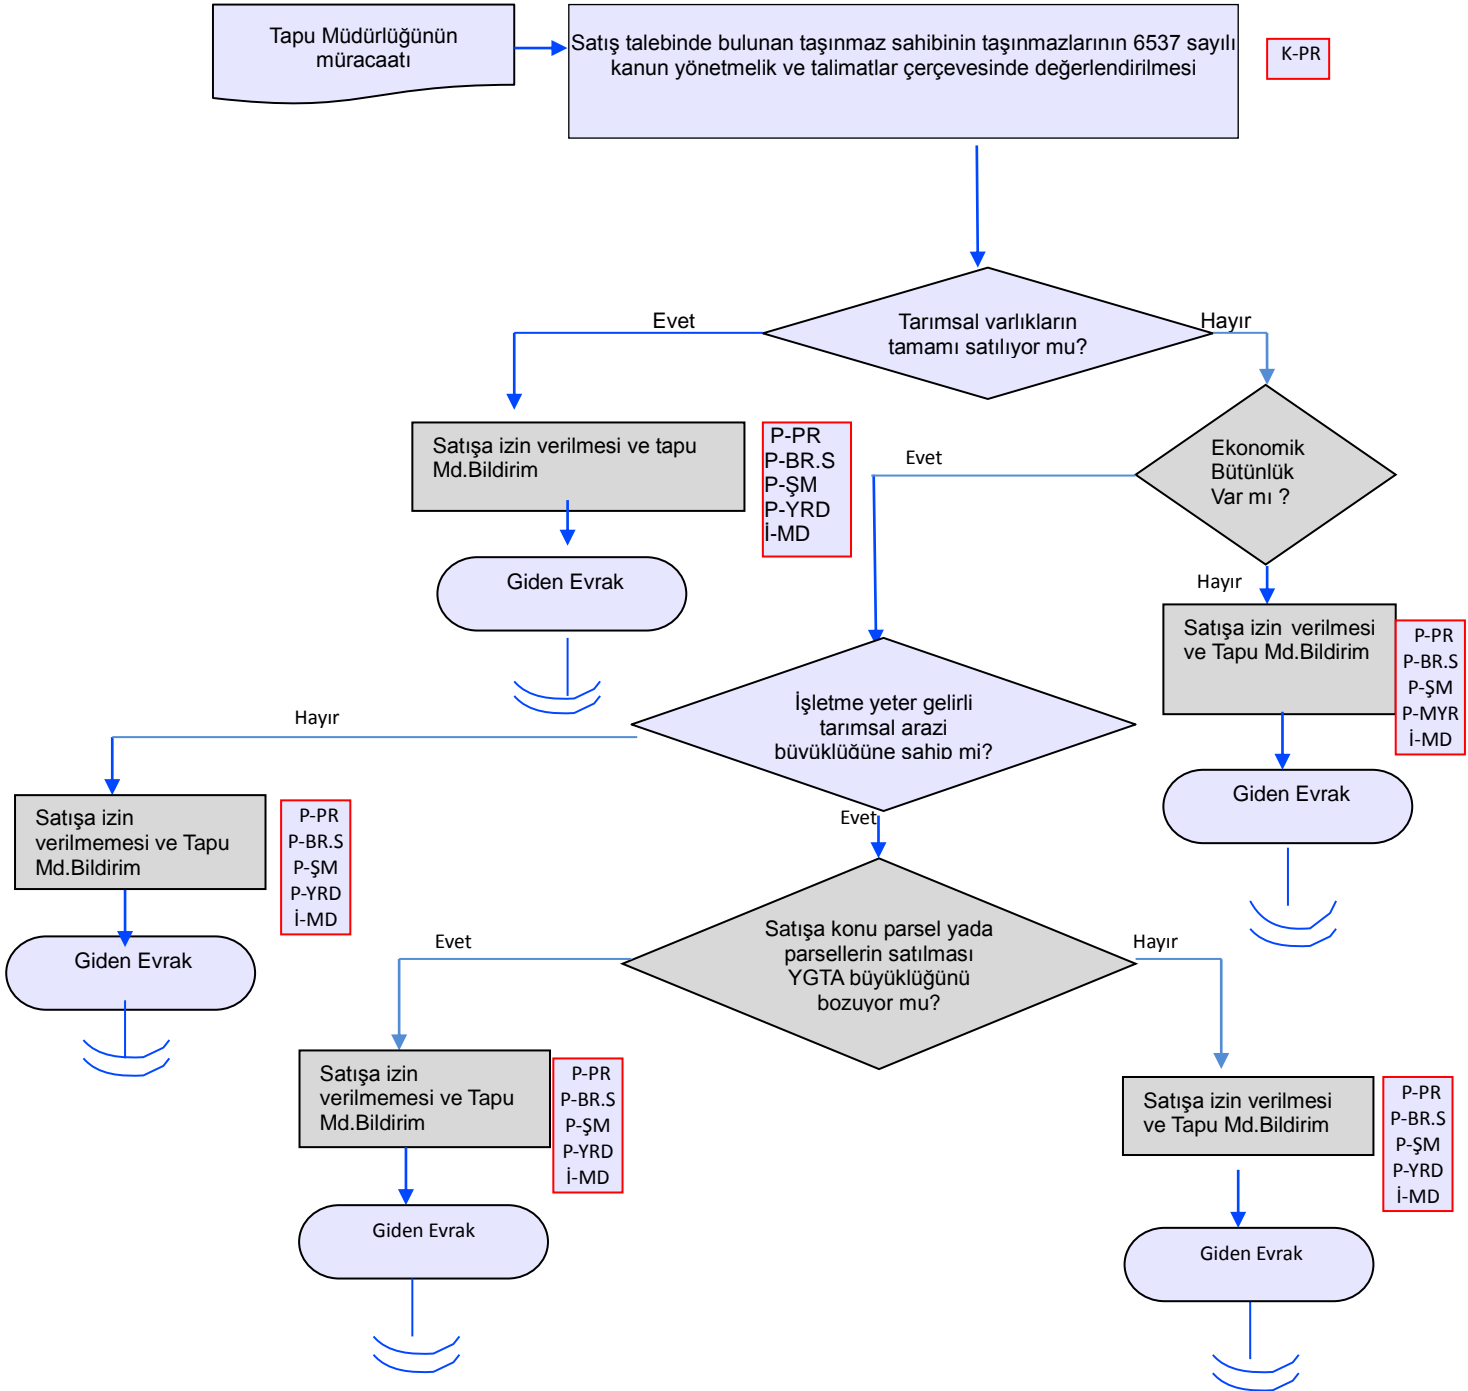 Tapu Müdürlüğünün
müracaatı
Satış talebinde bulunan taşınmaz sahibinin taşınmazlarının 6537 sayılı
kanun yönetmelik ve talimatlar çerçevesinde değerlendirilmesi
K-PR
Tarımsal varlıkların
tamamı satılıyor mu?
Evet
Hayır
Satışa izin verilmesi ve tapu
Md.Bildirim
P-PR
P-BR.S
P-ŞM
P-YRD
İ-MD
Giden Evrak
Ekonomik
Bütünlük
Var mı ?
Evet
Hayır
Satışa izin verilmesi
ve Tapu Md.Bildirim
P-PR
P-BR.S
P-ŞM
P-MYR
İ-MD
Giden Evrak
İşletme yeter gelirli
tarımsal arazi
büyüklüğüne sahip mi?
Hayır
Evet
Satışa izin
verilmemesi ve Tapu
Md.Bildirim
P-PR
P-BR.S
P-ŞM
P-YRD
İ-MD
Giden Evrak
Satışa konu parsel yada
parsellerin satılması
YGTA büyüklüğünü
bozuyor mu?
Evet
Hayır
Satışa izin
verilmemesi ve Tapu
Md.Bildirim
P-PR
P-BR.S
P-ŞM
P-YRD
İ-MD
Giden Evrak
Satışa izin verilmesi
ve Tapu Md.Bildirim
P-PR
P-BR.S
P-ŞM
P-YRD
İ-MD
Giden Evrak